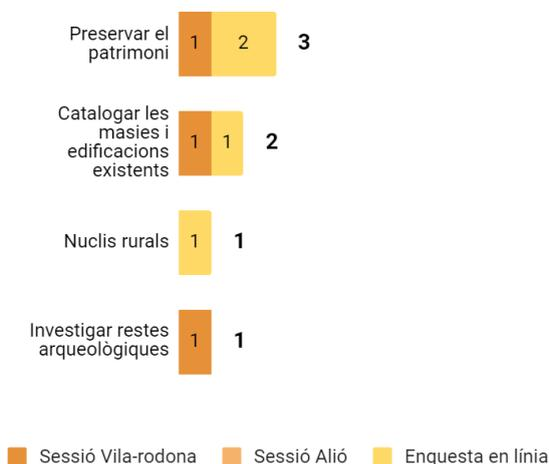 Preservar el
patrimoni
1 2 3
Catalogar les
masies i
edificacions
existents
1 1 2
Nuclis rurals 1 1
Investigar restes
arqueològiques
1 1
Sessió Vila-rodona Sessió Alió Enquesta en línia